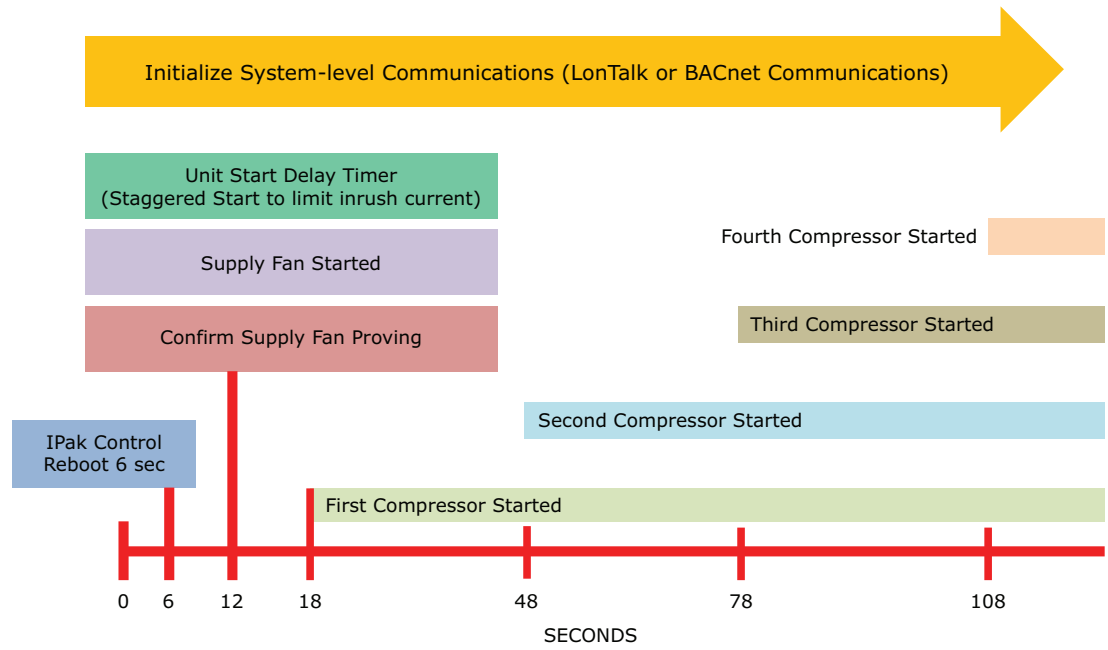 Initialize System-level Communications (LonTalk or BACnet Communications)
Unit Start Delay Timer
(Staggered Start to limit inrush current)
Supply Fan Started
Fourth Compressor Started
Confirm Supply Fan Proving
Third Compressor Started
IPak Control
Reboot 6 sec
Second Compressor Started
First Compressor Started
0 6 12 18 48 78 108
SECONDS